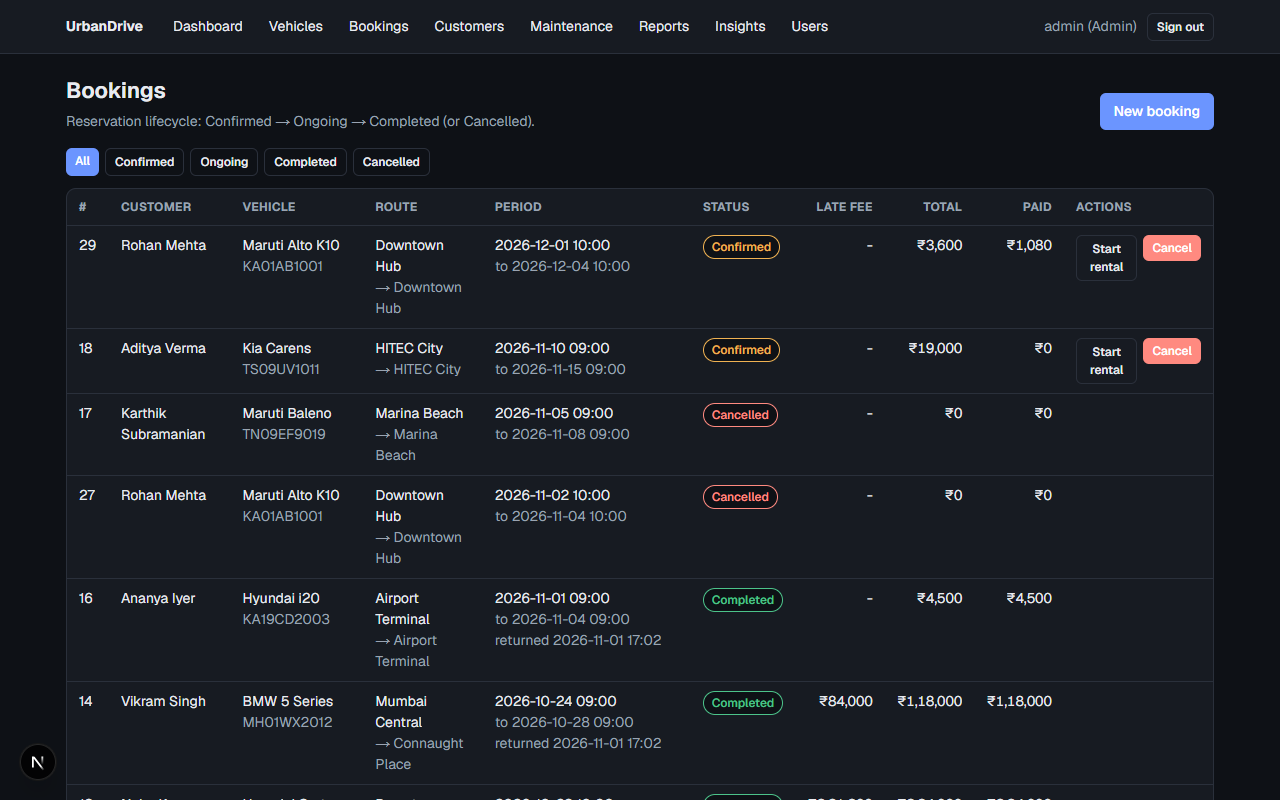 UrbanDrive Dashboard Vehicles Bookings Customers Maintenance Reports Insights Users admin (Admin) Sign out
Bookings
Reservation lifecycle: Confirmed → Ongoing → Completed (or Cancelled).
New booking
All Confirmed Ongoing Completed Cancelled
# CUSTOMER VEHICLE ROUTE PERIOD STATUS LATE FEE TOTAL PAID ACTIONS
29 Rohan Mehta Maruti Alto K10 Downtown 2026-12-01 10:00 Confirmed - ₹3,600 ₹1,080 Start Cancel
KA01AB1001 Hub to 2026-12-04 10:00 rental
→ Downtown
Hub
18 Aditya Verma Kia Carens HITEC City 2026-11-10 09:00 Confirmed - ₹19,000 ₹0 Start Cancel
TS09UV1011 → HITEC City to 2026-11-15 09:00 rental
17 Karthik Maruti Baleno Marina Beach 2026-11-05 09:00 Cancelled - ₹0 ₹0
Subramanian TN09EF9019 → Marina to 2026-11-08 09:00
Beach
27 Rohan Mehta Maruti Alto K10 Downtown 2026-11-02 10:00 Cancelled - ₹0 ₹0
KA01AB1001 Hub to 2026-11-04 10:00
→ Downtown
Hub
16 Ananya Iyer Hyundai i20 Airport 2026-11-01 09:00 Completed - ₹4,500 ₹4,500
KA19CD2003 Terminal to 2026-11-04 09:00
→ Airport returned 2026-11-01 17:02
Terminal
14 Vikram Singh BMW 5 Series Mumbai 2026-10-24 09:00 Completed ₹84,000 ₹1,18,000 ₹1,18,000
MH01WX2012 Central to 2026-10-28 09:00
→ Connaught returned 2026-11-01 17:02
Place
N